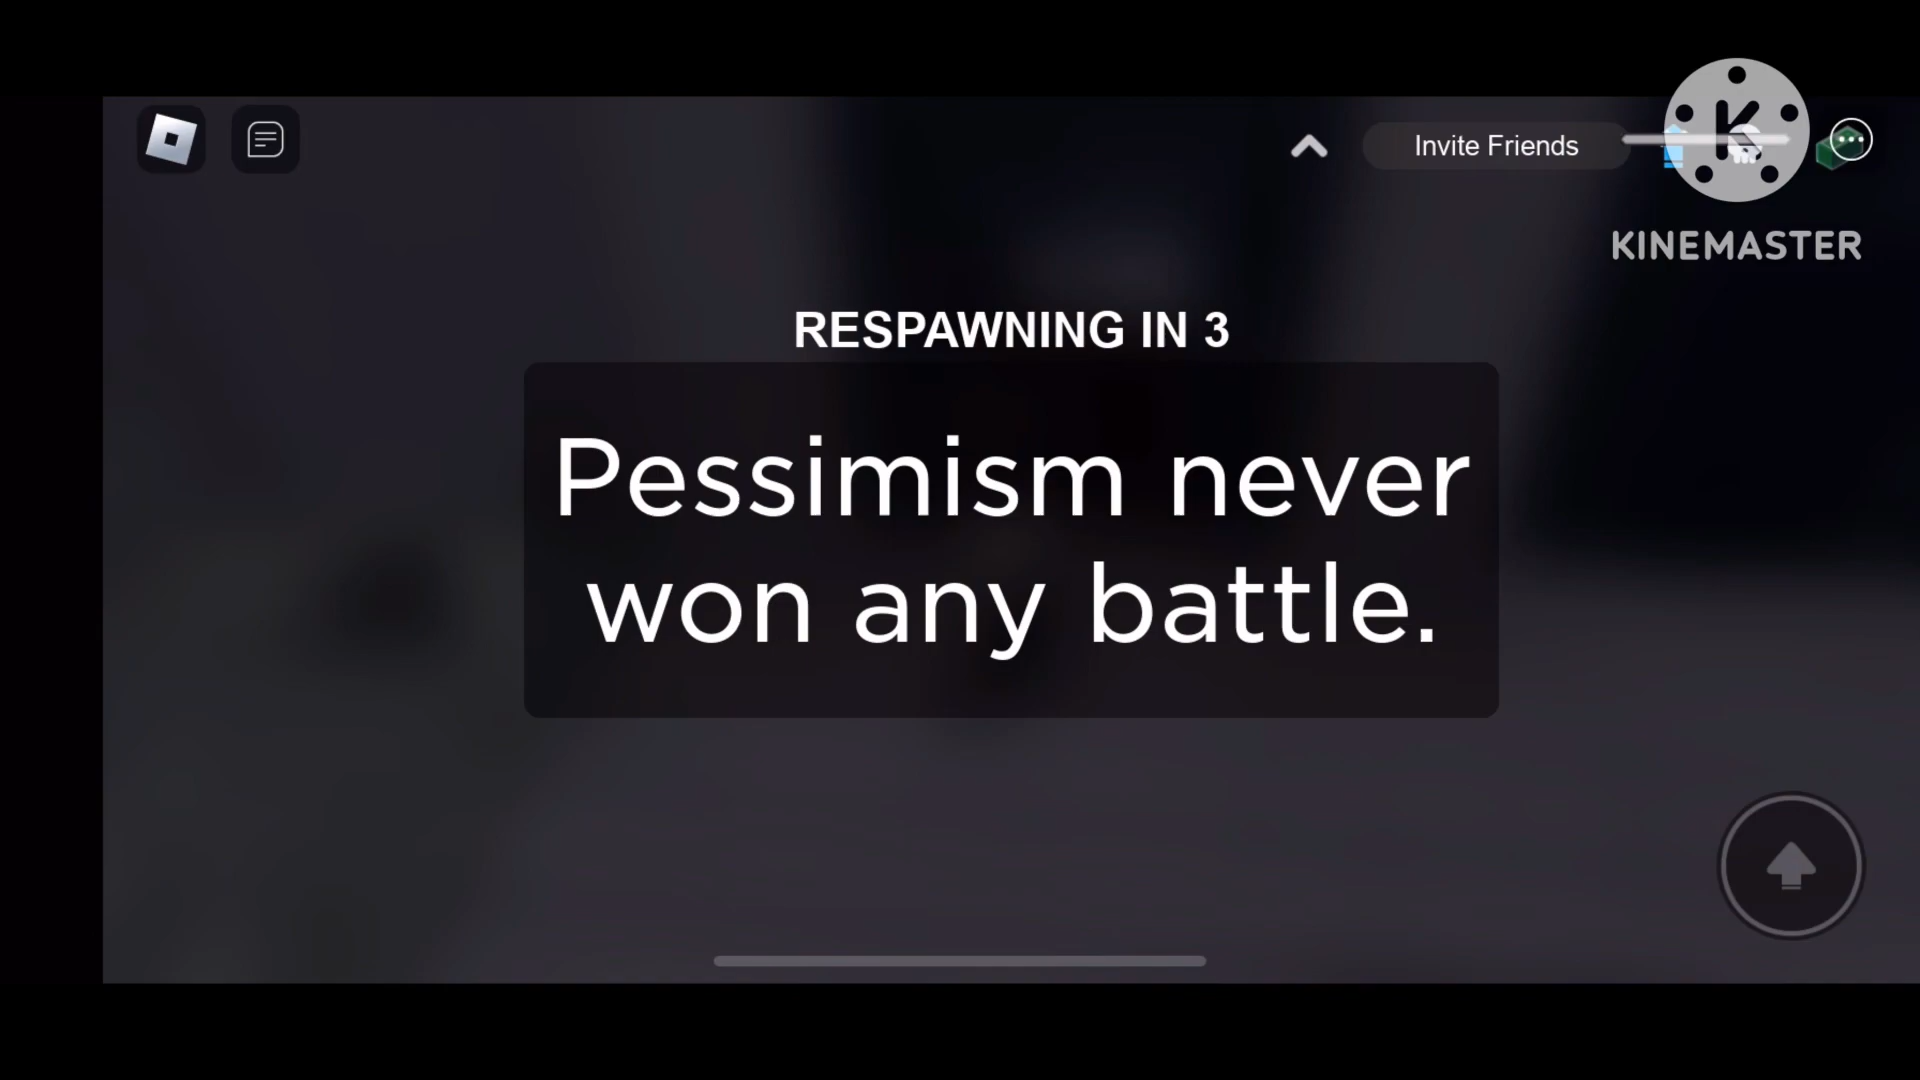 Invite Friends
KINEMASTER
RESPAWNING IN 3
Pessimism never
won any battle.